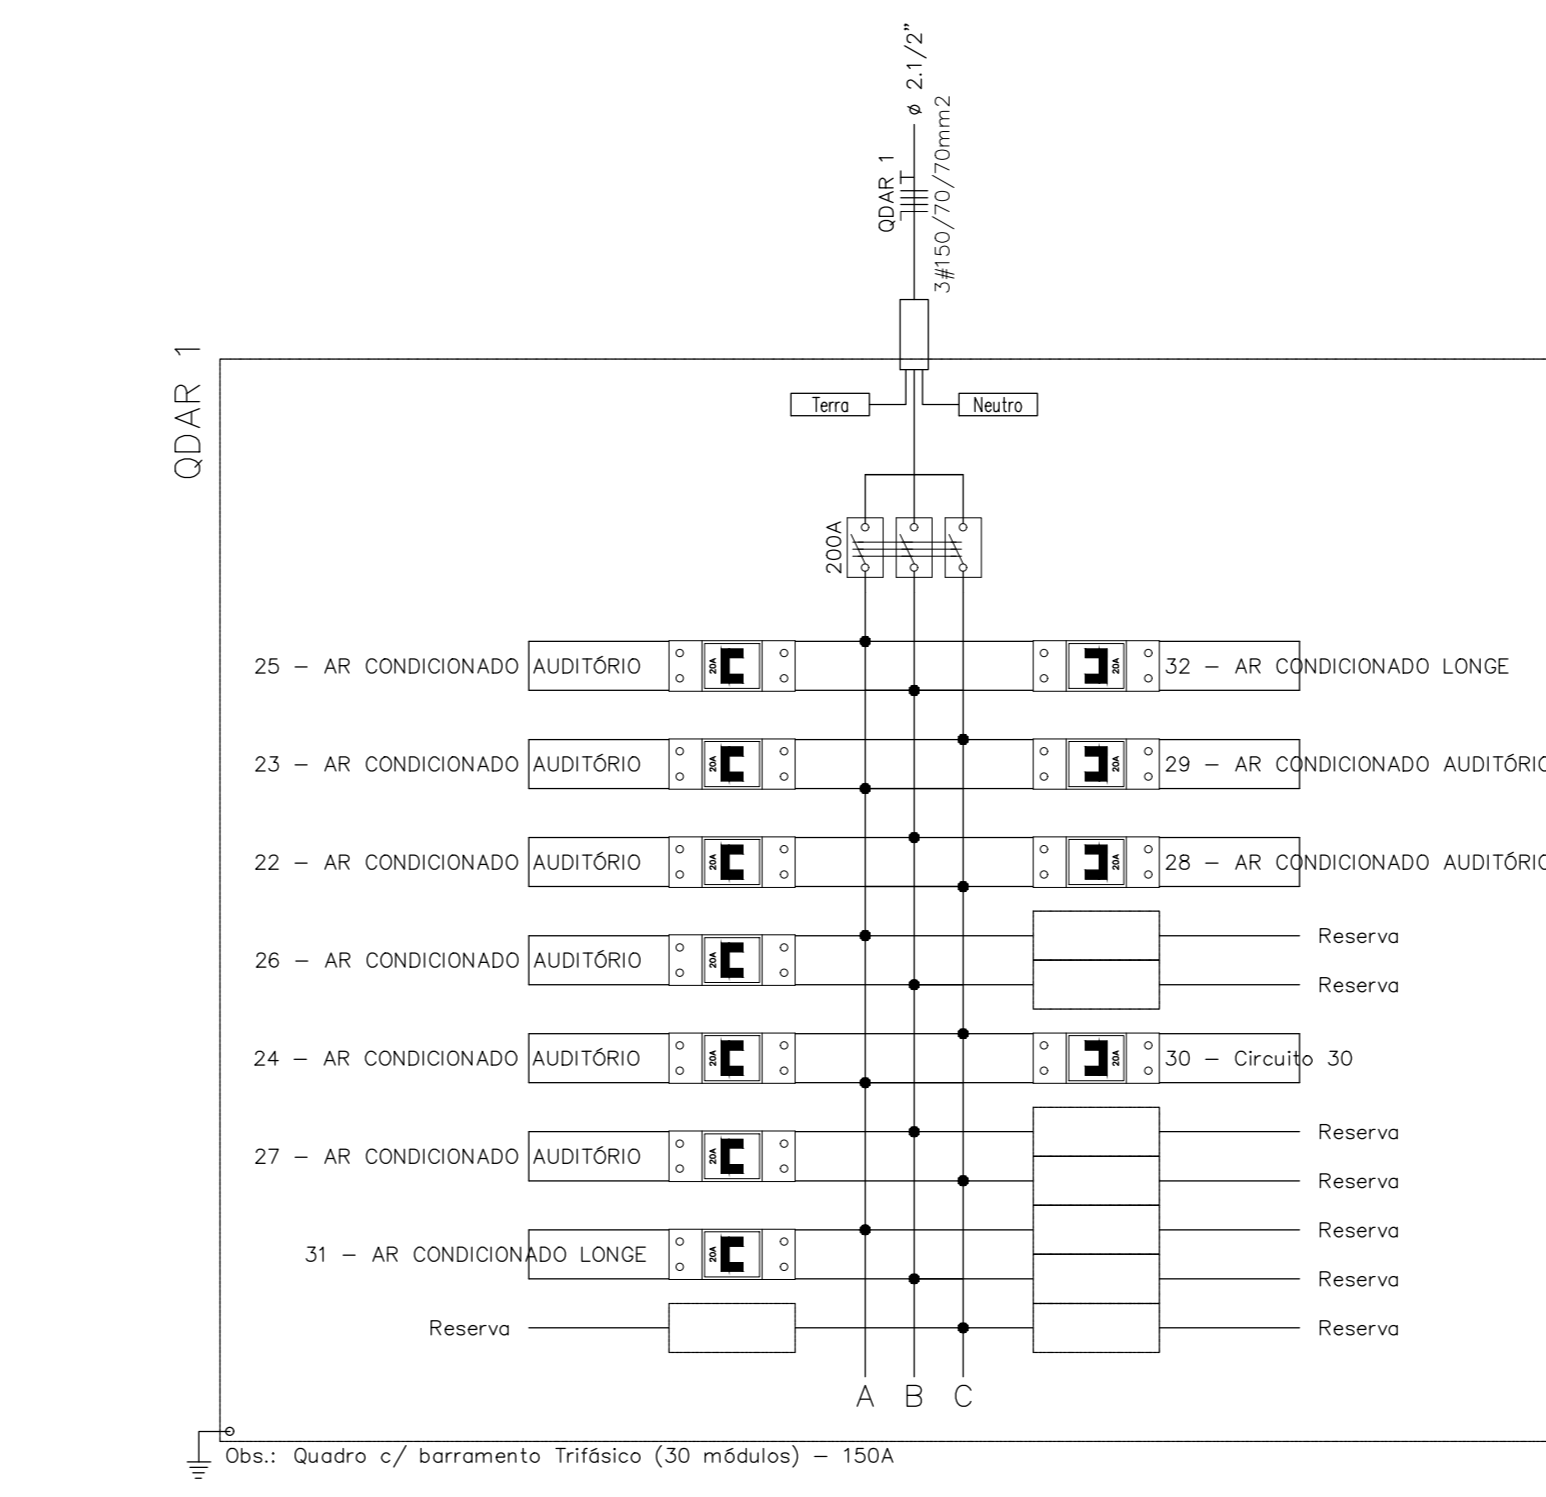 ø 2.1/2"
QDAR 1
3#150/70/70mm2
QDAR 1
Terra
Neutro
200A
25 - AR CONDICIONADO AUDITÓRIO
20A
20A
32 - AR CONDICIONADO LONGE
23 - AR CONDICIONADO AUDITÓRIO
20A
20A
29 - AR CONDICIONADO AUDITÓRIO
22 - AR CONDICIONADO AUDITÓRIO
20A
20A
28 - AR CONDICIONADO AUDITÓRIO
Reserva
26 - AR CONDICIONADO AUDITÓRIO
20A
Reserva
24 - AR CONDICIONADO AUDITÓRIO
20A
20A
30 - Circuito 30
Reserva
27 - AR CONDICIONADO AUDITÓRIO
20A
Reserva
Reserva
31 - AR CONDICIONADO LONGE
20A
Reserva
Reserva
Reserva
A B C
Obs.: Quadro c/ barramento Trifásico (30 módulos) - 150A